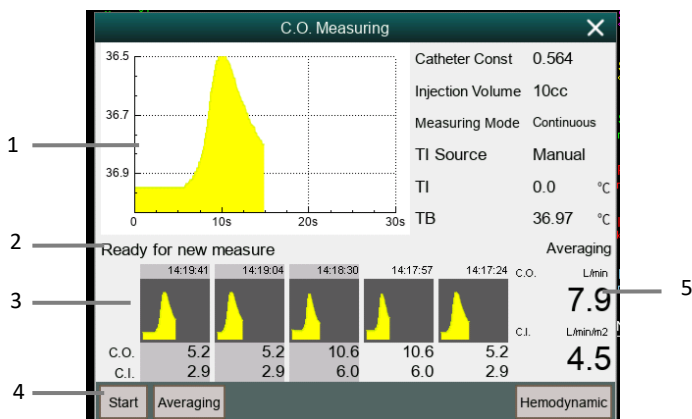 C.O. Measuring
36.5
36.7
36.9
0 10s 20s 30s
Catheter Const 0.564
Injection Volume 10cc
Measuring Mode Continuous
TI Source Manual
TI 0.0 °C
TB 36.97 °C
1
2
Ready for new measure
Averaging
14:19:41 14:19:04 14:18:30 14:17:57 14:17:24
C.O. L/min
7.9
5
3
C.I. L/min/m2
4.5
C.O. 5.2 5.2 10.6 10.6 5.2
C.I. 2.9 2.9 6.0 6.0 2.9
4
Start Averaging Hemodynamic